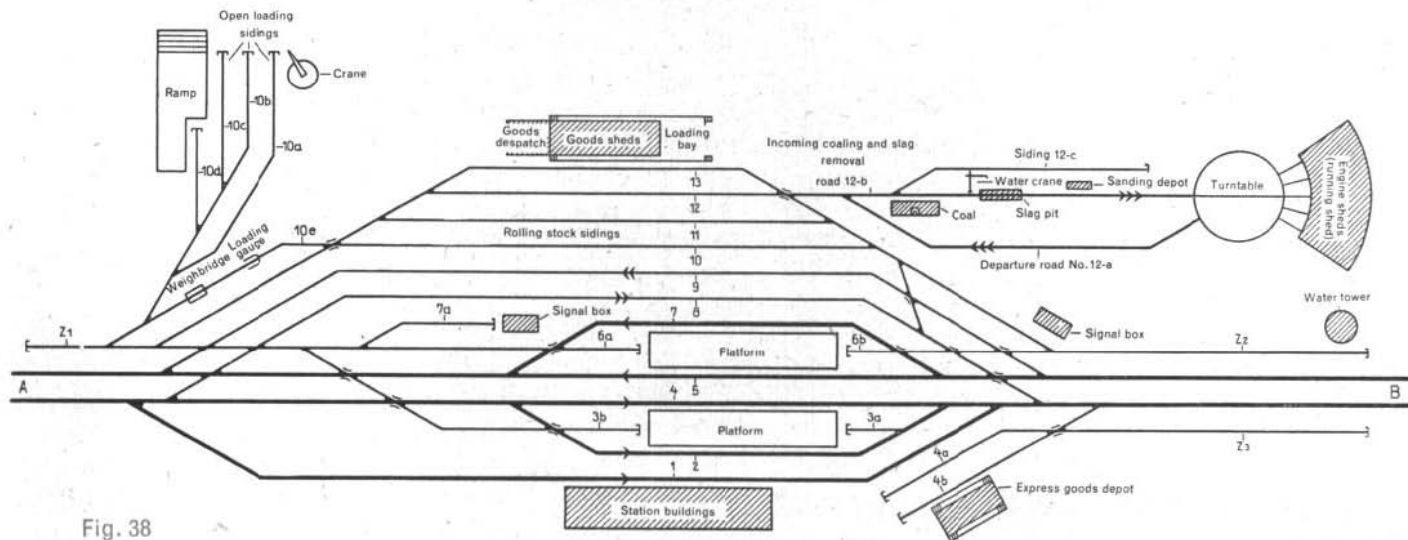 Open loading
sidings
Crane
Ramp
10b
10c
10a
10d
Goods
despatch
Goods sheds
Loading
bay
Incoming coaling and slag
removal
road 12-b
Siding 12-c
Water crane
Sanding depot
Coal
Slag pit
Turntable
Engine sheds
(running shed)
Departure road No.12-a
13
12
Rolling stock sidings
11
10
9
8
7
10e
Loading
gauge
Weighbridge
7a
Signal box
Signal box
Water tower
Z1
6a
Flatform
6b
Z2
A
B
5
4
3b
Platform
3a
2
1
4a
4b
Z3
Express goods depot
Station buildings
Fig. 38